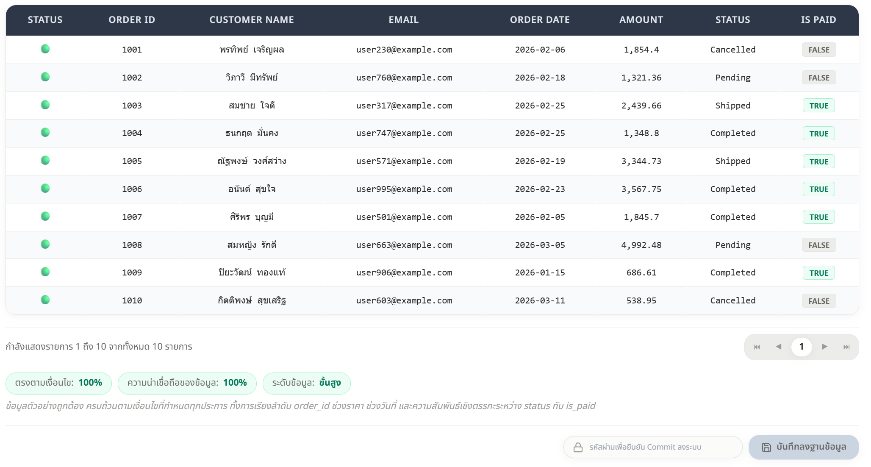 STATUS ORDER ID CUSTOMER NAME EMAIL ORDER DATE AMOUNT STATUS IS PAID
1001 พรทิพย์ เจริญผล user230@example.com 2026-02-06 1,854.4 Cancelled FALSE
1002 วิภาวี มีทรัพย์ user760@example.com 2026-02-18 1,321.36 Pending FALSE
1003 สมชาย ใจดี user317@example.com 2026-02-25 2,439.66 Shipped TRUE
1004 ธนกฤต มั่นคง user747@example.com 2026-02-25 1,348.8 Completed TRUE
1005 ณัฐพงษ์ วงศ์สว่าง user571@example.com 2026-02-19 3,344.73 Shipped TRUE
1006 อนันต์ สุขใจ user995@example.com 2026-02-23 3,567.75 Completed TRUE
1007 ศิริพร บุญมี user501@example.com 2026-02-05 1,845.7 Completed TRUE
1008 สมหญิง รักดี user663@example.com 2026-03-05 4,992.48 Pending FALSE
1009 ปิยะวัฒน์ ทองแท้ user906@example.com 2026-01-15 686.61 Completed TRUE
1010 กิตติพงษ์ สุขเสริฐ user603@example.com 2026-03-11 538.95 Cancelled FALSE
กำลังแสดงรายการ 1 ถึง 10 จากทั้งหมด 10 รายการ 1
ตรงตามเงื่อนไข: 100% ความน่าเชื่อถือของข้อมูล: 100% ระดับข้อมูล: ขั้นสูง
ข้อมูลตัวอย่างถูกต้อง ครบถ้วนตามเงื่อนไขที่กำหนดทุกประการ ทั้งการเรียงลำดับ order_id ช่วงราคา ช่วงวันที่ และความสัมพันธ์เชิงตรรกะระหว่าง status กับ is_paid
รหัสผ่านเพื่อยืนยัน Commit ลงระบบ บันทึกลงฐานข้อมูล